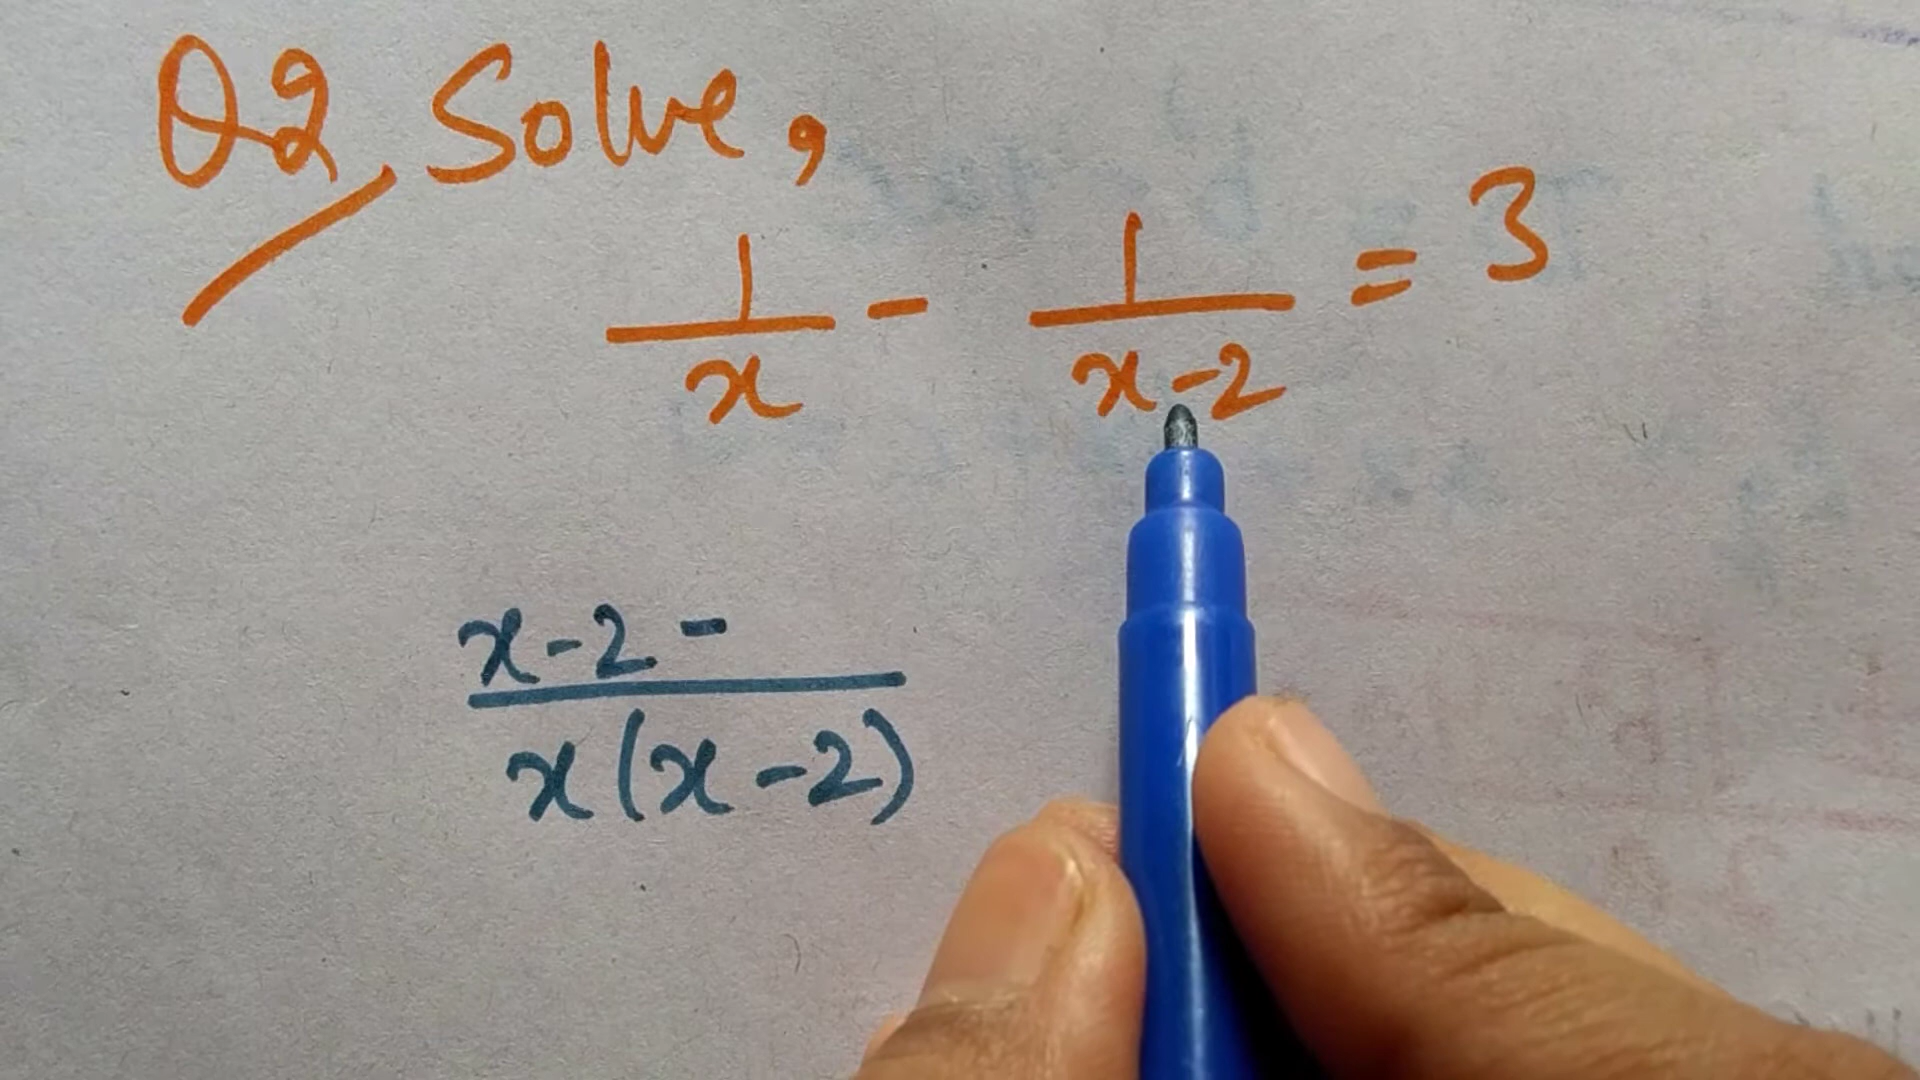 Q2, Solve,
1/x - 1/x-2 = 3
x-2 -
x(x-2)